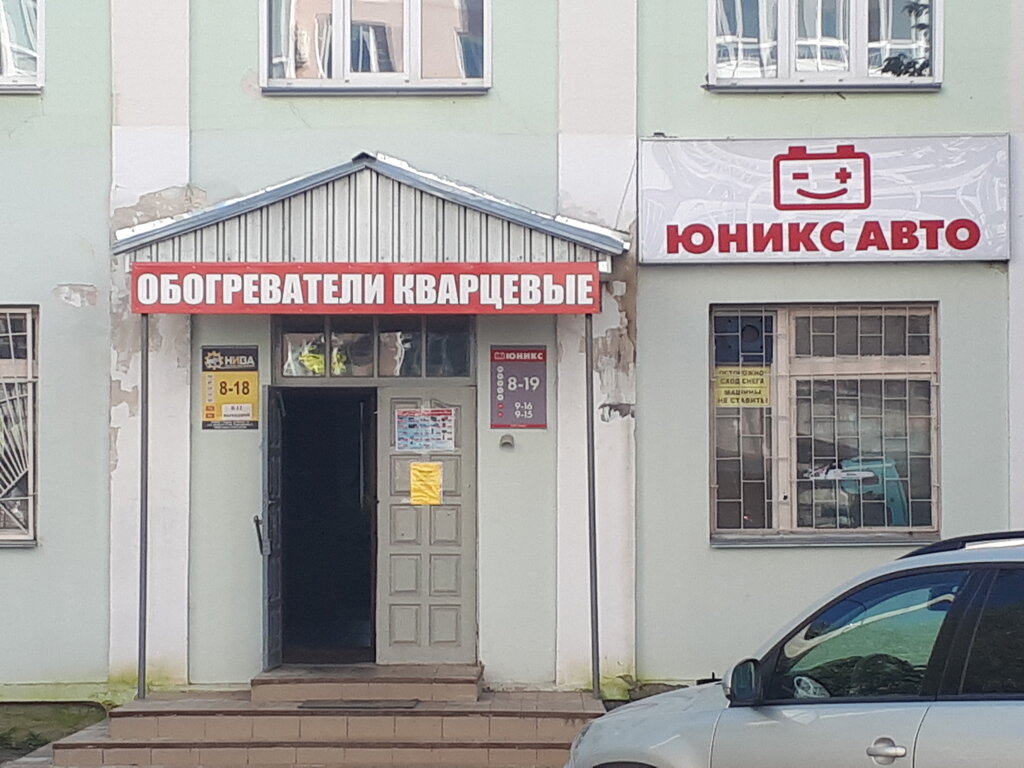 ЮНИКС АВТО
ОБОГРЕВАТЕЛИ КВАРЦЕВЫЕ
НИВА
8-18
ЮНИКС
8-19
9-16
9-15
ОСТОРОЖНО
СХОД СНЕГА
МАШИНЫ
НЕ СТАВИТЬ!